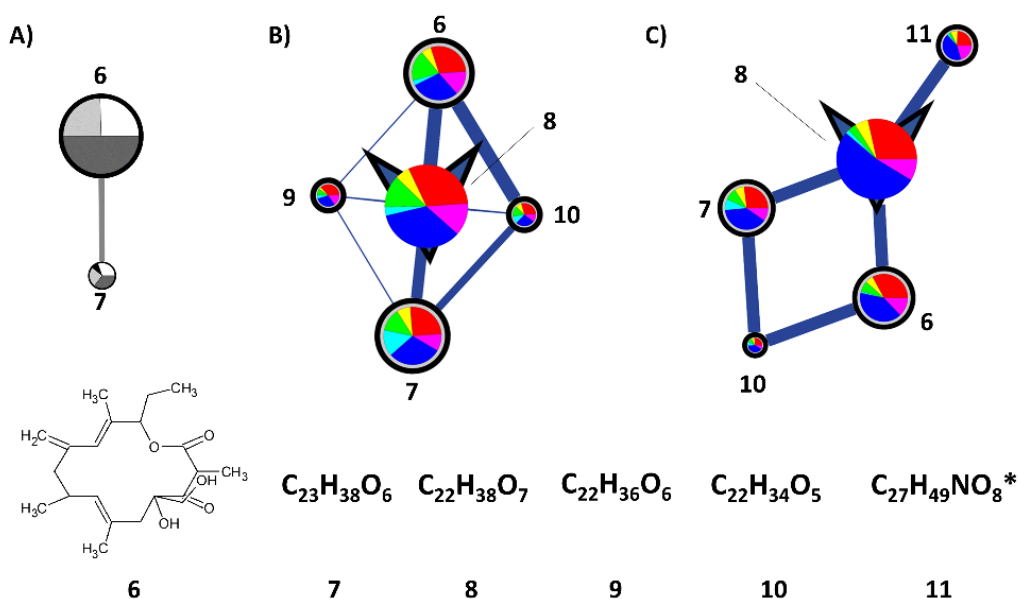 A)
6
7
B)
6
8
9
10
7
C)
11
8
7
6
10
H₃C
CH₃
H₂C
O
O
CH₃
OH
O
H₃C
OH
H₃C
C₂₃H₃₈O₆ C₂₂H₃₈O₇ C₂₂H₃₆O₆ C₂₂H₃₄O₅ C₂₇H₄₉NO₈*
6 7 8 9 10 11